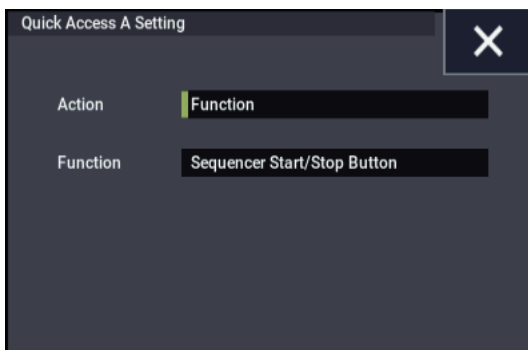 Quick Access A Setting
Action Function
Function Sequencer Start/Stop Button